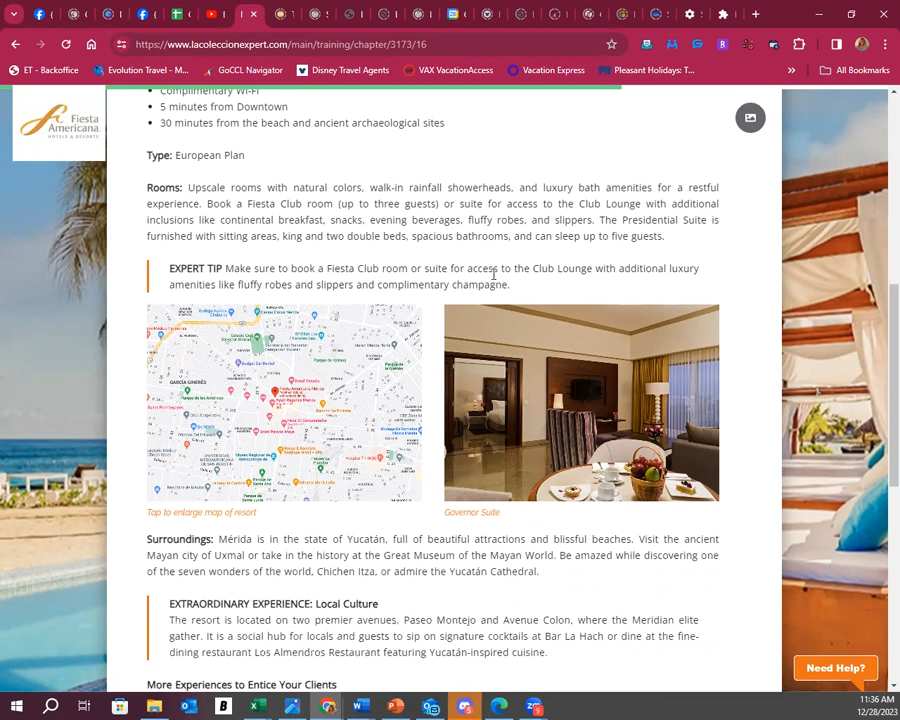 https://www.lacoleccionexpert.com/main/training/chapter/3173/16
ET - Backoffice
Evolution Travel - M...
GoCCL Navigator
Disney Travel Agents
VAX VacationAccess
Vacation Express
Pleasant Holidays: T...
»
All Bookmarks
Fiesta
Americana
HOTELS & RESORTS
• Complimentary Wi-Fi
• 5 minutes from Downtown
• 30 minutes from the beach and ancient archaeological sites
Type: European Plan
Rooms: Upscale rooms with natural colors, walk-in rainfall showerheads, and luxury bath amenities for a restful
experience. Book a Fiesta Club room (up to three guests) or suite for access to the Club Lounge with additional
inclusions like continental breakfast, snacks, evening beverages, fluffy robes, and slippers. The Presidential Suite is
furnished with sitting areas, king and two double beds, spacious bathrooms, and can sleep up to five guests.
EXPERT TIP Make sure to book a Fiesta Club room or suite for access to the Club Lounge with additional luxury
amenities like fluffy robes and slippers and complimentary champagne.
GARCÍA GINERÉS
Tap to enlarge map of resort
Governor Suite
Surroundings: Mérida is in the state of Yucatán, full of beautiful attractions and blissful beaches. Visit the ancient
Mayan city of Uxmal or take in the history at the Great Museum of the Mayan World. Be amazed while discovering one
of the seven wonders of the world, Chichen Itza, or admire the Yucatán Cathedral.
EXTRAORDINARY EXPERIENCE: Local Culture
The resort is located on two premier avenues, Paseo Montejo and Avenue Colon, where the Meridian elite
gather. It is a social hub for locals and guests to sip on signature cocktails at Bar La Hach or dine at the fine-
dining restaurant Los Almendros Restaurant featuring Yucatán-inspired cuisine.
More Experiences to Entice Your Clients
Need Help?
11:36 AM
12/28/2023